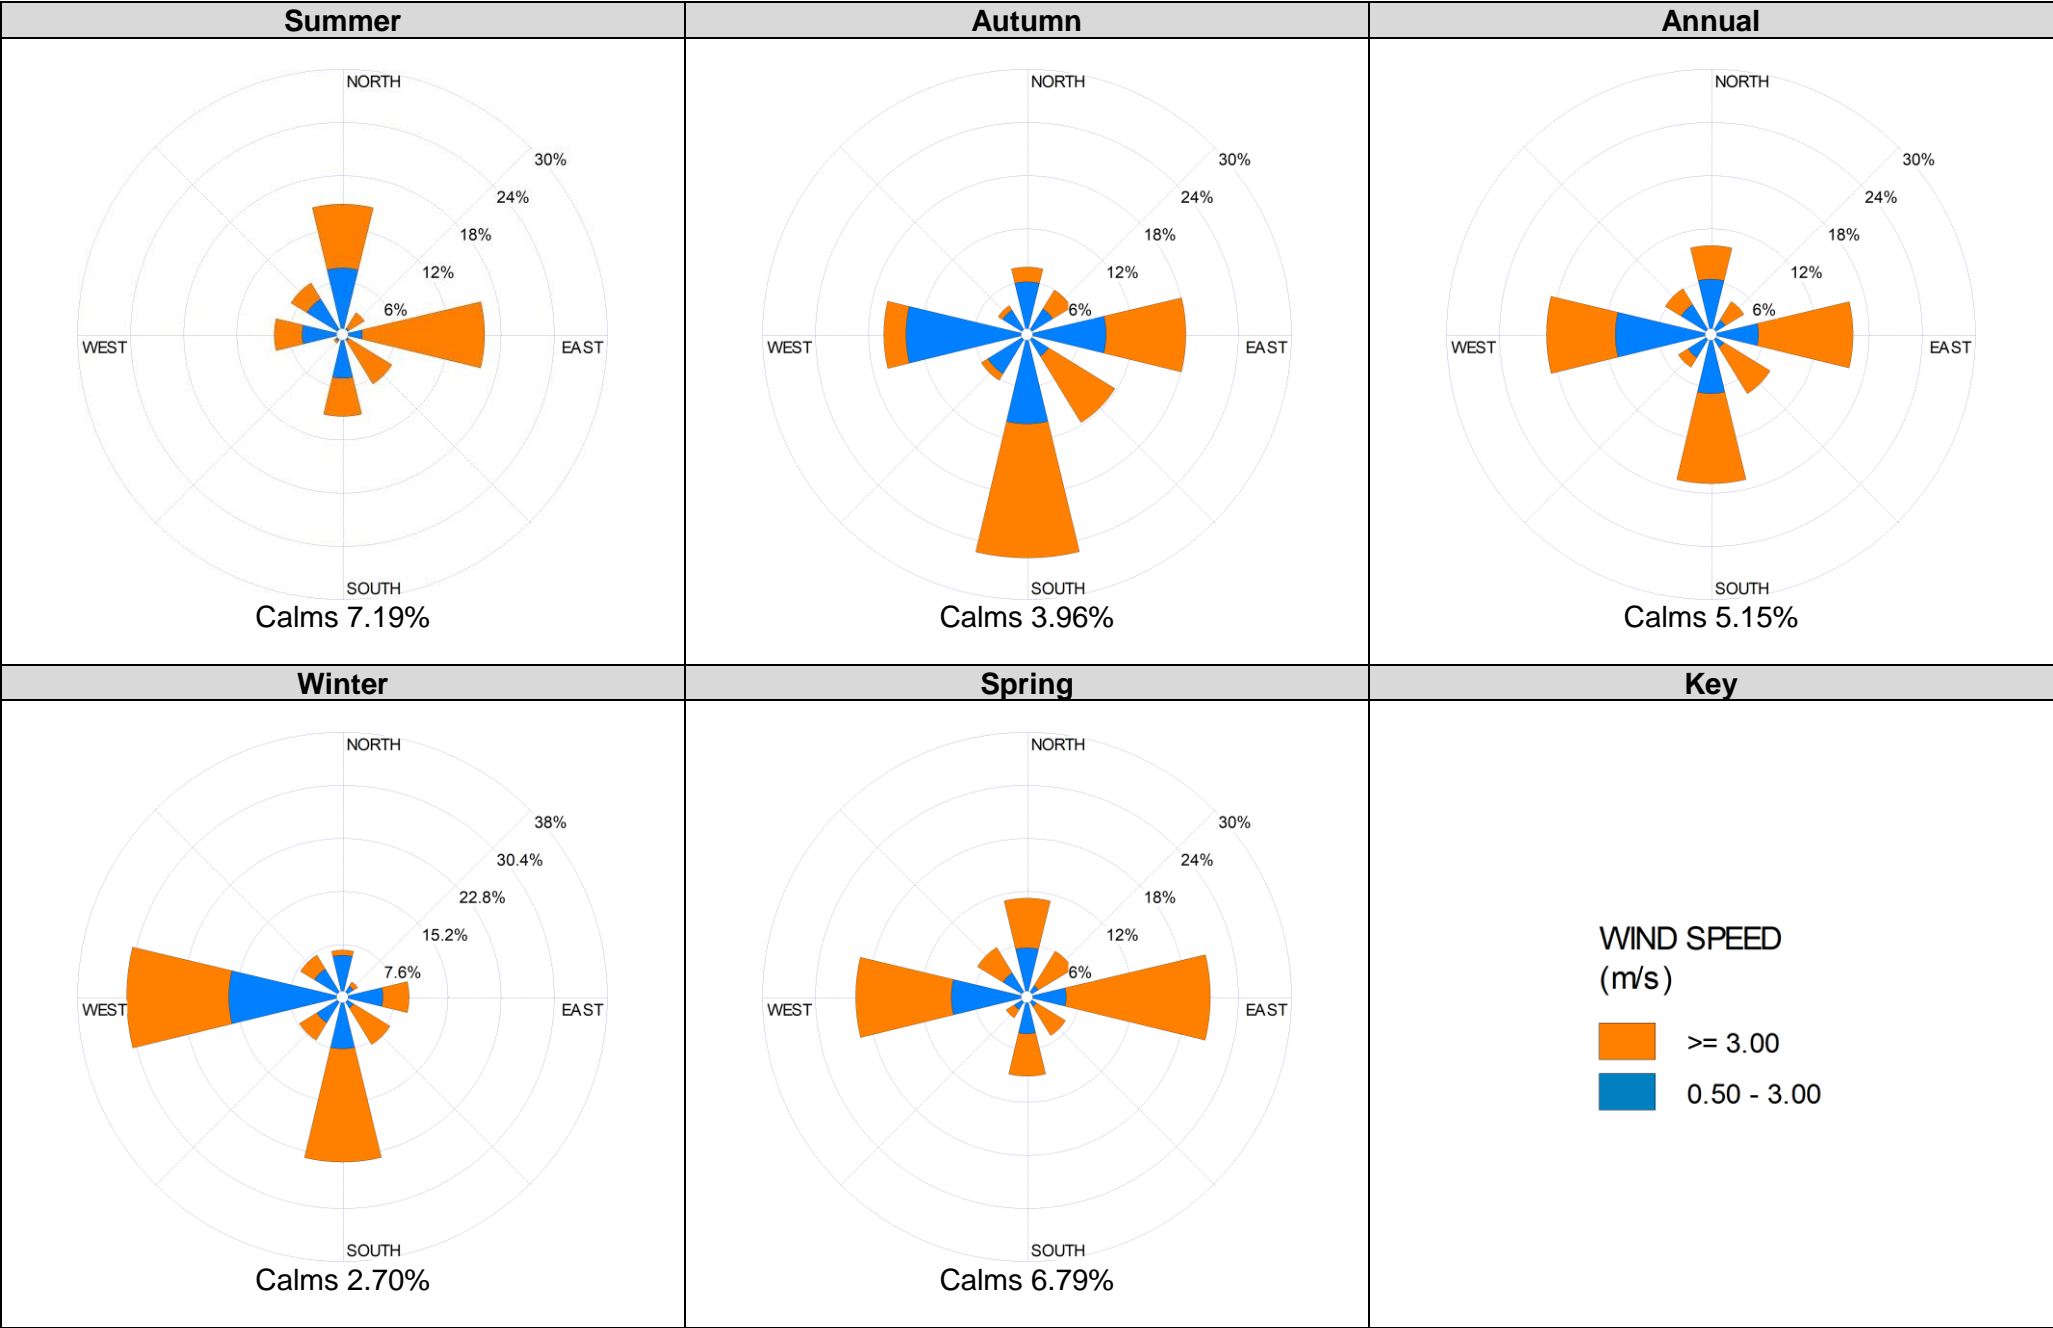 Summer
Autumn
Annual
NORTH
30%
24%
18%
12%
6%
WEST
EAST
SOUTH
Calms 7.19%
NORTH
30%
24%
18%
12%
6%
WEST
EAST
SOUTH
Calms 3.96%
NORTH
30%
24%
18%
12%
6%
WEST
EAST
SOUTH
Calms 5.15%
Winter
Spring
Key
NORTH
38%
30.4%
22.8%
15.2%
7.6%
WEST
EAST
SOUTH
Calms 2.70%
NORTH
30%
24%
18%
12%
6%
WEST
EAST
SOUTH
Calms 6.79%
WIND SPEED
(m/s)
>= 3.00
0.50 - 3.00